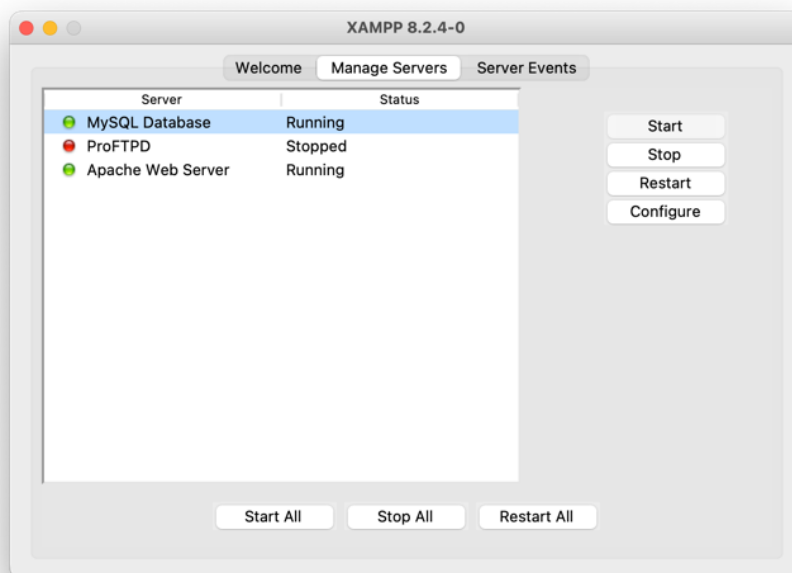 XAMPP 8.2.4-0
Welcome Manage Servers Server Events
Server Status
MySQL Database Running
ProFTPD Stopped
Apache Web Server Running
Start
Stop
Restart
Configure
Start All Stop All Restart All